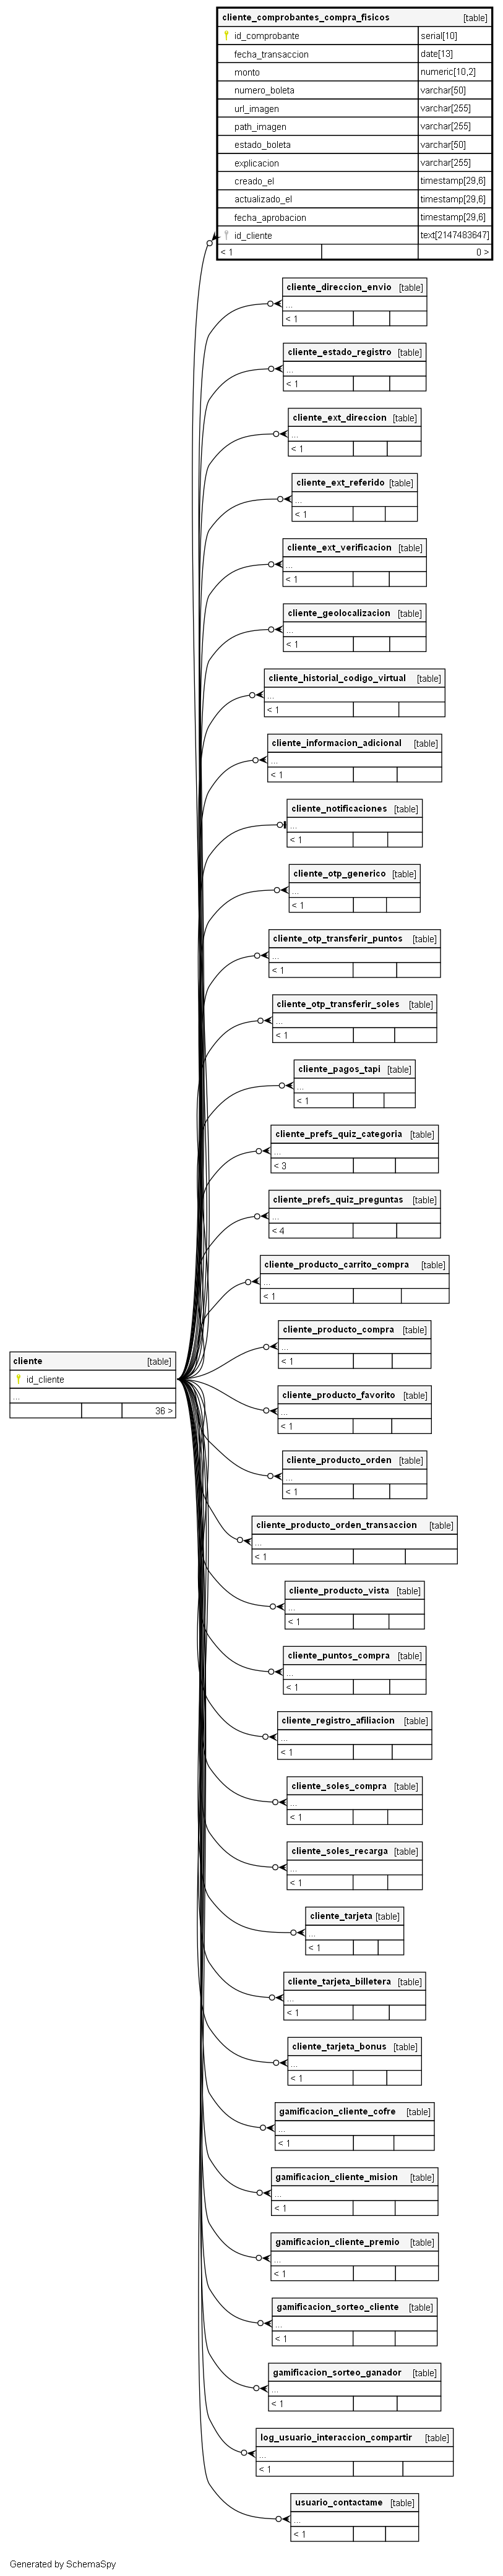 cliente_comprobantes_compra_fisicos [table]
id_comprobante serial[10]
fecha_transaccion date[13]
monto numeric[10,2]
numero_boleta varchar[50]
url_imagen varchar[255]
path_imagen varchar[255]
estado_boleta varchar[50]
explicacion varchar[255]
creado_el timestamp[29,6]
actualizado_el timestamp[29,6]
fecha_aprobacion timestamp[29,6]
id_cliente text[2147483647]
< 1 0 >
cliente_direccion_envio [table]
...
< 1
cliente_estado_registro [table]
...
< 1
cliente_ext_direccion [table]
...
< 1
cliente_ext_referido [table]
...
< 1
cliente_ext_verificacion [table]
...
< 1
cliente_geolocalizacion [table]
...
< 1
cliente_historial_codigo_virtual [table]
...
< 1
cliente_informacion_adicional [table]
...
< 1
cliente_notificaciones [table]
...
< 1
cliente_otp_generico [table]
...
< 1
cliente_otp_transferir_puntos [table]
...
< 1
cliente_otp_transferir_soles [table]
...
< 1
cliente_pagos_tapi [table]
...
< 1
cliente_prefs_quiz_categoria [table]
...
< 3
cliente_prefs_quiz_preguntas [table]
...
< 4
cliente_producto_carrito_compra [table]
...
< 1
cliente_producto_compra [table]
...
< 1
cliente [table]
id_cliente
...
36 >
cliente_producto_favorito [table]
...
< 1
cliente_producto_orden [table]
...
< 1
cliente_producto_orden_transaccion [table]
...
< 1
cliente_producto_vista [table]
...
< 1
cliente_puntos_compra [table]
...
< 1
cliente_registro_afiliacion [table]
...
< 1
cliente_soles_compra [table]
...
< 1
cliente_soles_recarga [table]
...
< 1
cliente_tarjeta [table]
...
< 1
cliente_tarjeta_billetera [table]
...
< 1
cliente_tarjeta_bonus [table]
...
< 1
gamificacion_cliente_cofre [table]
...
< 1
gamificacion_cliente_mision [table]
...
< 1
gamificacion_cliente_premio [table]
...
< 1
gamificacion_sorteo_cliente [table]
...
< 1
gamificacion_sorteo_ganador [table]
...
< 1
log_usuario_interaccion_compartir [table]
...
< 1
usuario_contactame [table]
...
< 1
Generated by SchemaSpy